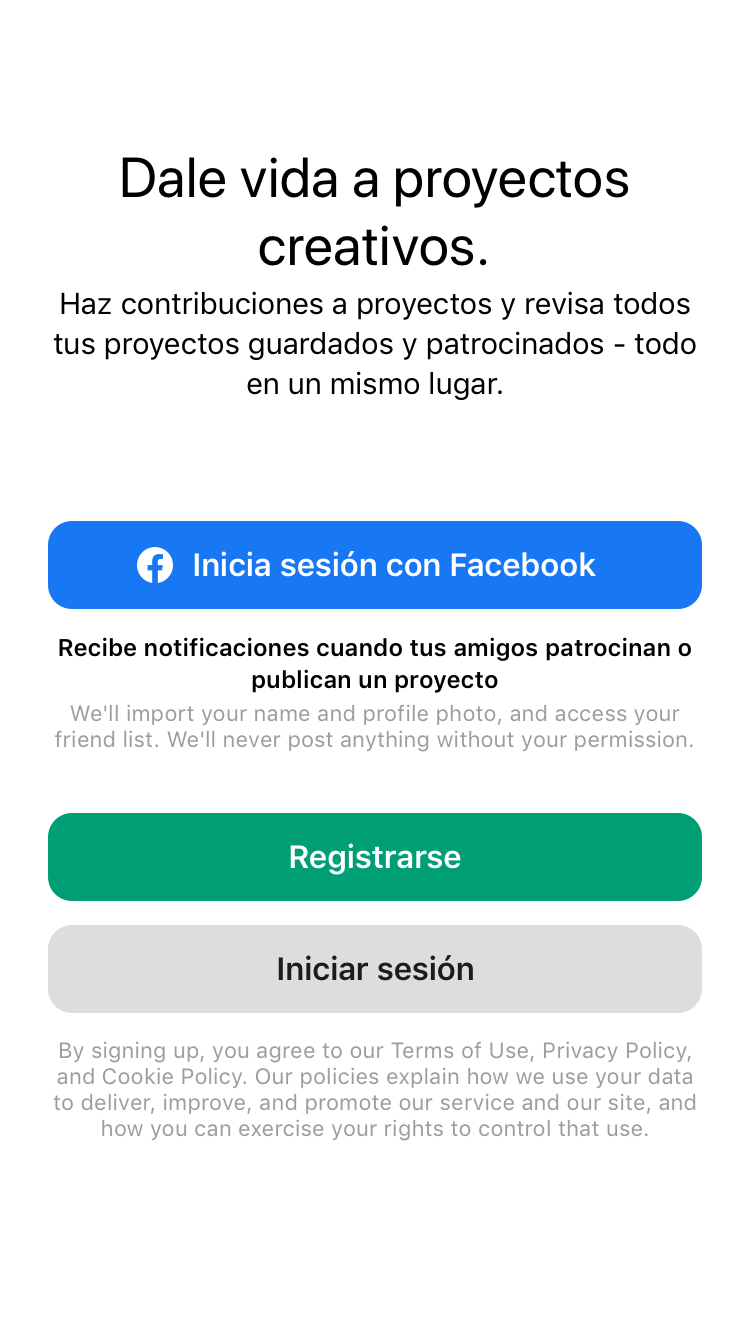 Dale vida a proyectos
creativos.
Haz contribuciones a proyectos y revisa todos
tus proyectos guardados y patrocinados - todo
en un mismo lugar.
Inicia sesión con Facebook
Recibe notificaciones cuando tus amigos patrocinan o
publican un proyecto
We'll import your name and profile photo, and access your
friend list. We'll never post anything without your permission.
Registrarse
Iniciar sesión
By signing up, you agree to our Terms of Use, Privacy Policy,
and Cookie Policy. Our policies explain how we use your data
to deliver, improve, and promote our service and our site, and
how you can exercise your rights to control that use.